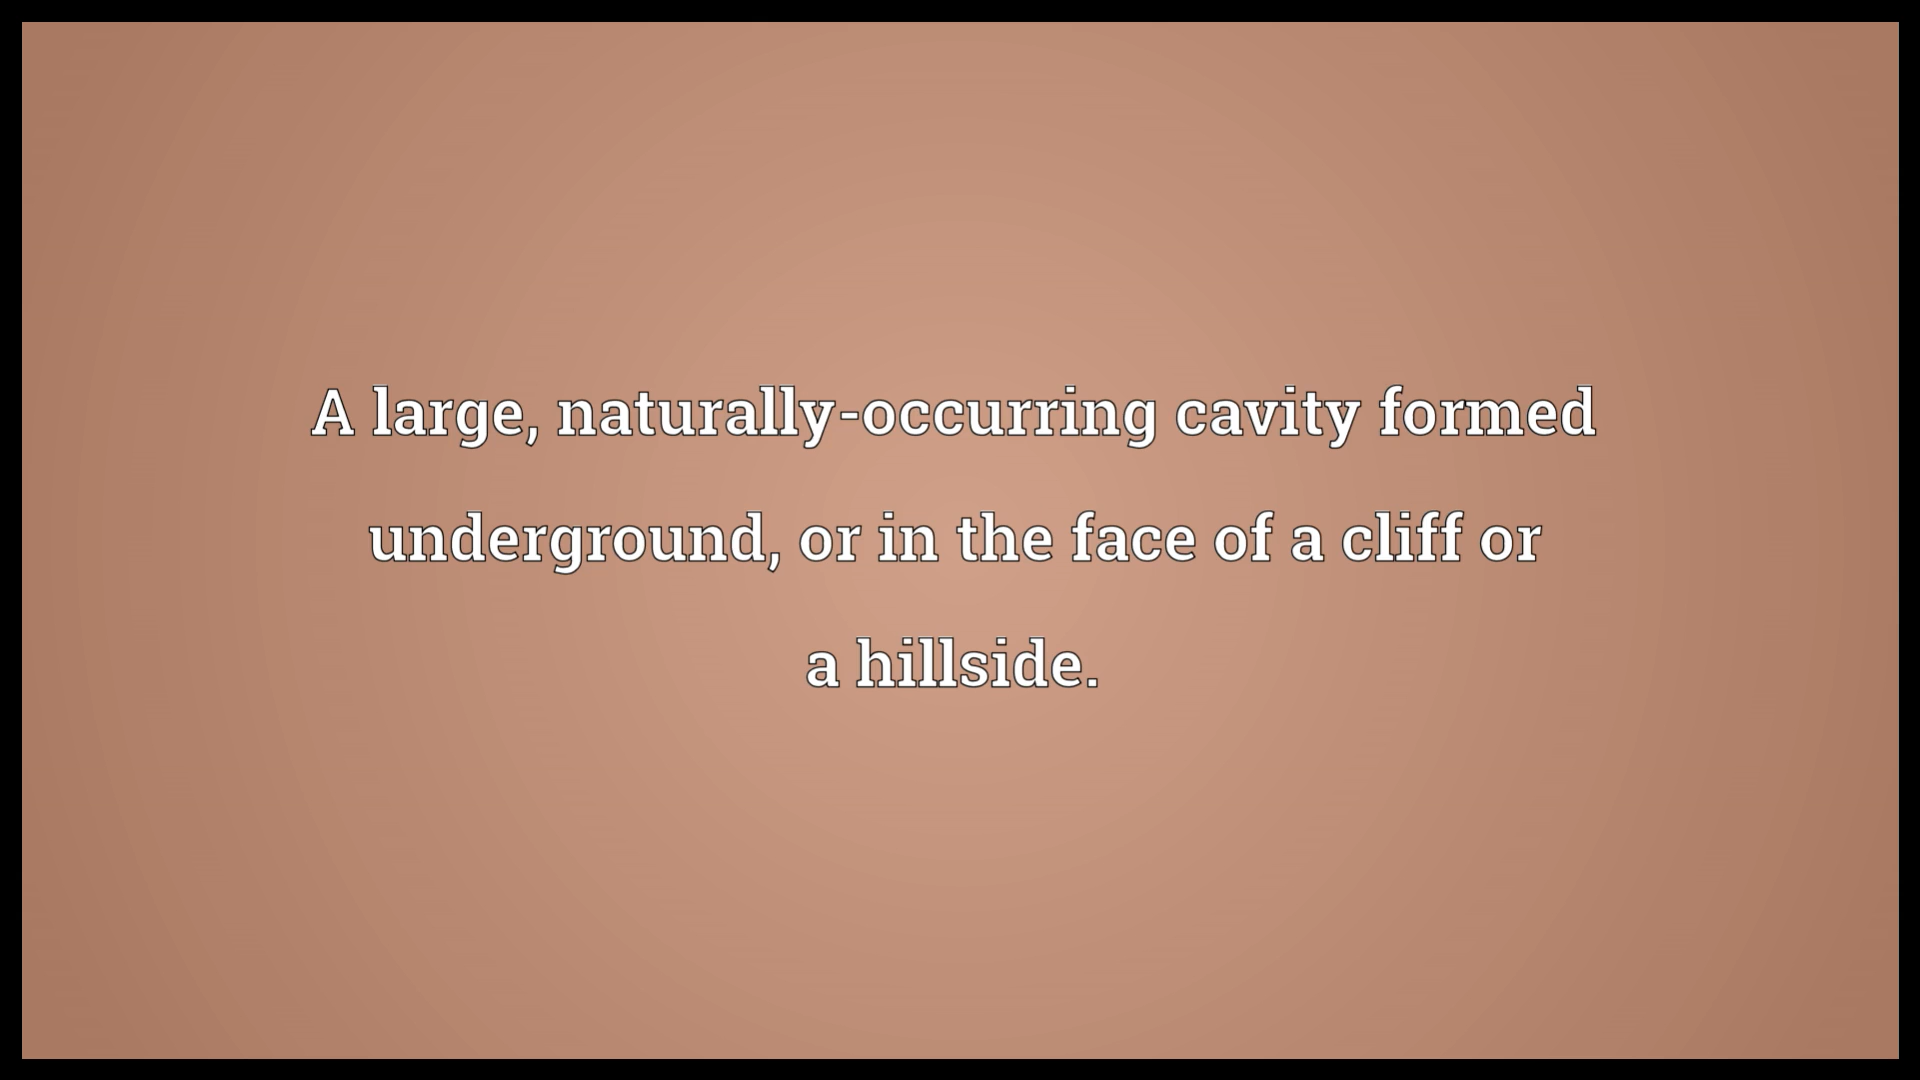 A large, naturally-occurring cavity formed
underground, or in the face of a cliff or
a hillside.